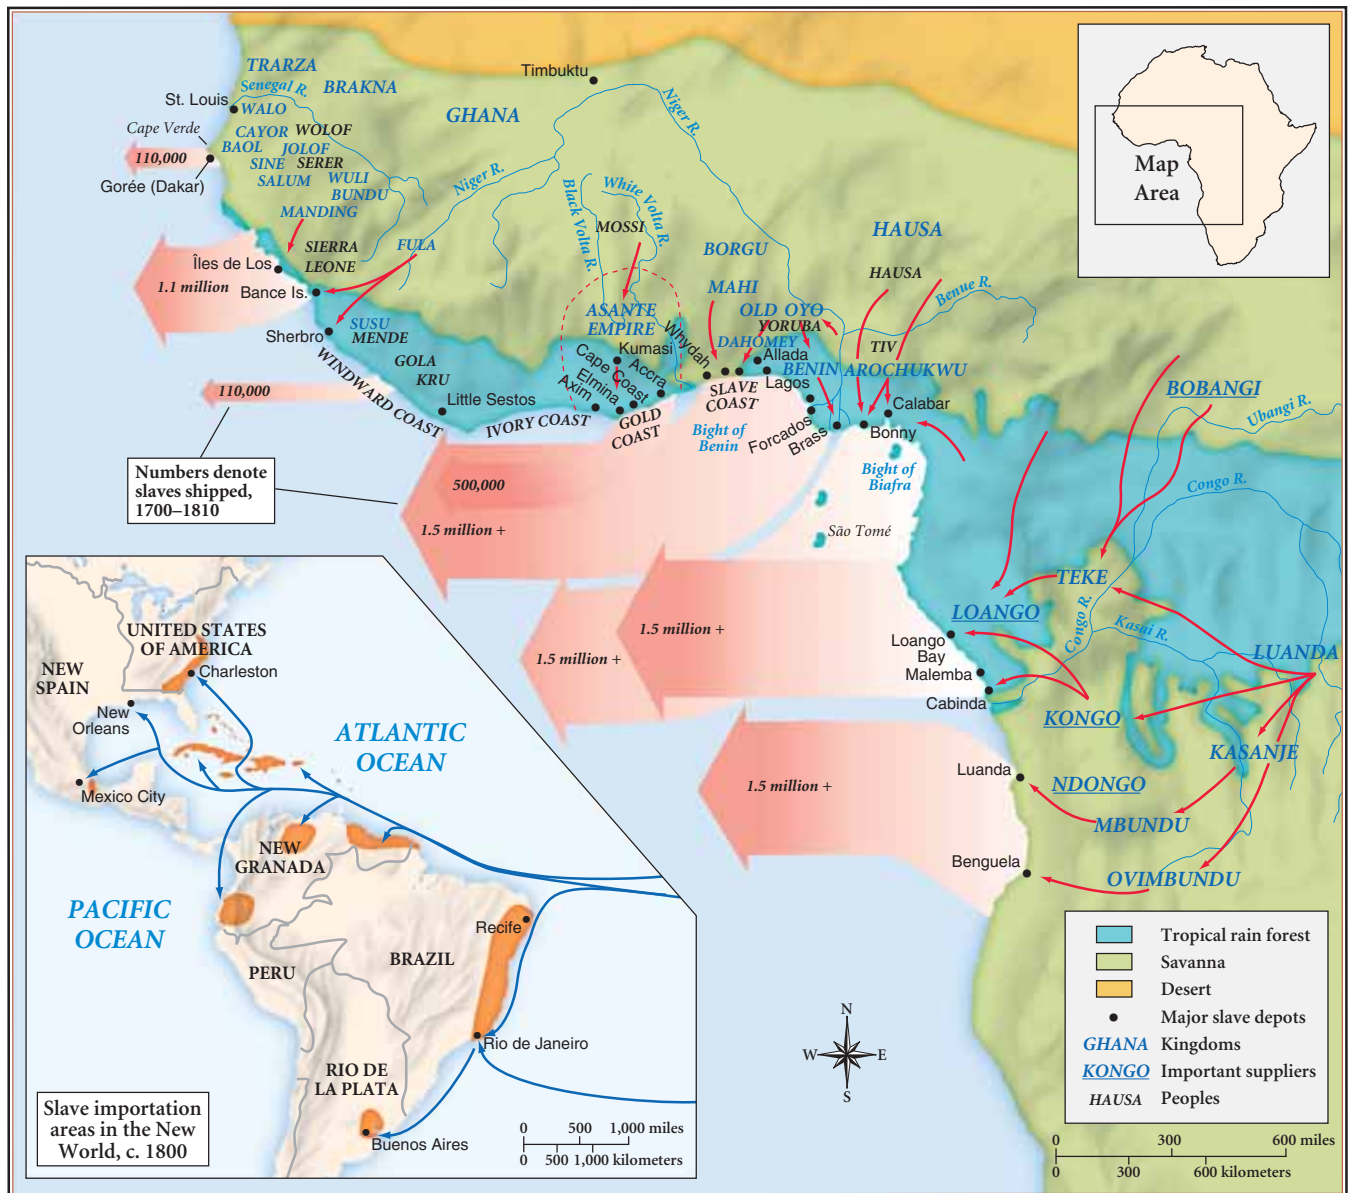 TRARZA
BRAKNA
Senegal R.
St. Louis
WALO
Cape Verde
CAYOR
WOLOF
BAOL
JOLOF
SINE
SERER
110,000
Gorée (Dakar)
SALUM
WULI
BUNDU
MANDING
Timbuktu
GHANA
Niger R.
Niger R.
Black Volta R.
White Volta R.
MOSSI
SIERRA
LEONE
FULA
Îles de Los
1.1 million
Bance Is.
Sherbro
SUSU
MENDE
GOLA
KRU
WINDWARD COAST
110,000
Little Sestos
IVORY COAST
ASANTE
EMPIRE
Kumasi
Cape Coast
Accra
Elmina
Axim
GOLD
COAST
BORGU
MAHI
OLD OYO
YORUBA
DAHOMEY
Whydah
Allada
Lagos
SLAVE
COAST
Bight of
Benin
BENIN
HAUSA
HAUSA
Benue R.
TIV
AROCHUKWU
Calabar
Forcados
Brass
Bonny
Bight of
Biafra
São Tomé
BOBANGI
Ubangi R.
Congo R.
TEKE
Congo R.
Kasai R.
LOANGO
Loango
Bay
Malemba
Cabinda
LUANDA
KONGO
KASANJE
Luanda
NDONGO
MBUNDU
Benguela
OVIMBUNDU
500,000
1.5 million +
1.5 million +
1.5 million +
1.5 million +
Numbers denote
slaves shipped,
1700–1810
Map
Area
UNITED STATES
OF AMERICA
NEW
SPAIN
Charleston
New
Orleans
Mexico City
ATLANTIC
OCEAN
NEW
GRANADA
PACIFIC
OCEAN
PERU
BRAZIL
Recife
Rio de Janeiro
RIO DE
LA PLATA
Buenos Aires
Slave importation
areas in the New
World, c. 1800
0 500 1,000 miles
0 500 1,000 kilometers
N
W E
S
Tropical rain forest
Savanna
Desert
Major slave depots
GHANA Kingdoms
KONGO Important suppliers
HAUSA Peoples
0 300 600 miles
0 300 600 kilometers